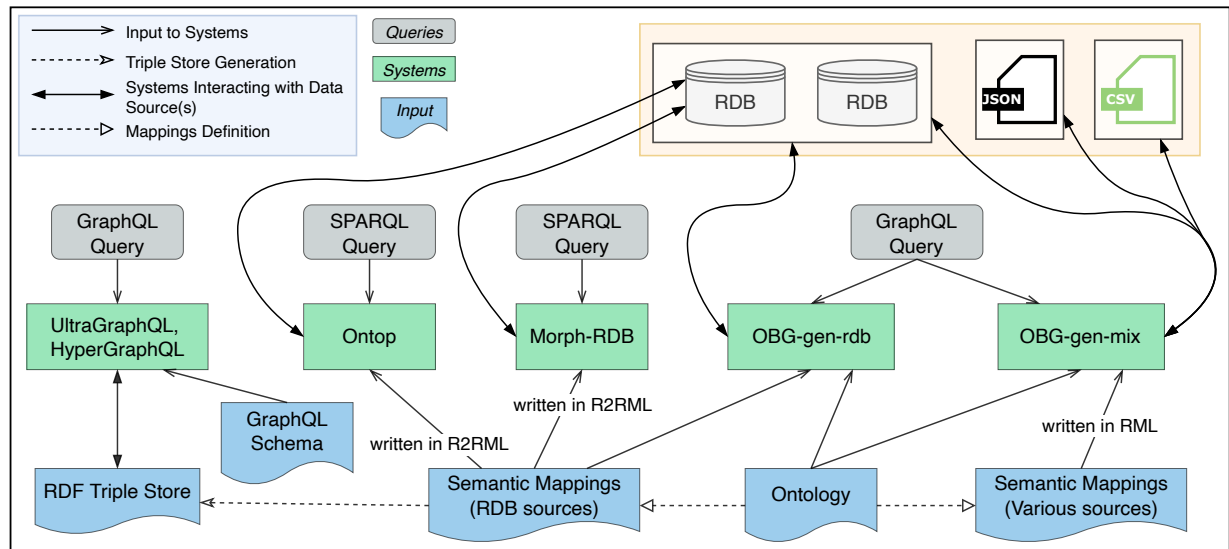 Input to Systems
Triple Store Generation
Systems Interacting with Data
Source(s)
Mappings Definition
Queries
Systems
Input
RDB
RDB
JSON
CSV
GraphQL
Query
SPARQL
Query
SPARQL
Query
GraphQL
Query
UltraGraphQL,
HyperGraphQL
Ontop
Morph-RDB
OBG-gen-rdb
OBG-gen-mix
GraphQL
Schema
written in R2RML
written in R2RML
written in RML
RDF Triple Store
Semantic Mappings
(RDB sources)
Ontology
Semantic Mappings
(Various sources)